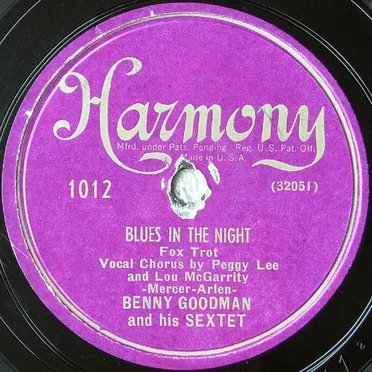 Harmony
Mfrd. under Pats. Pending Reg. U. S. Pat. Off.
Made in U. S. A.
1012
(32051)
BLUES IN THE NIGHT
Fox Trot
Vocal Chorus by Peggy Lee
and Lou McGarrity
-Mercer-Arlen-
BENNY GOODMAN
and his SEXTET